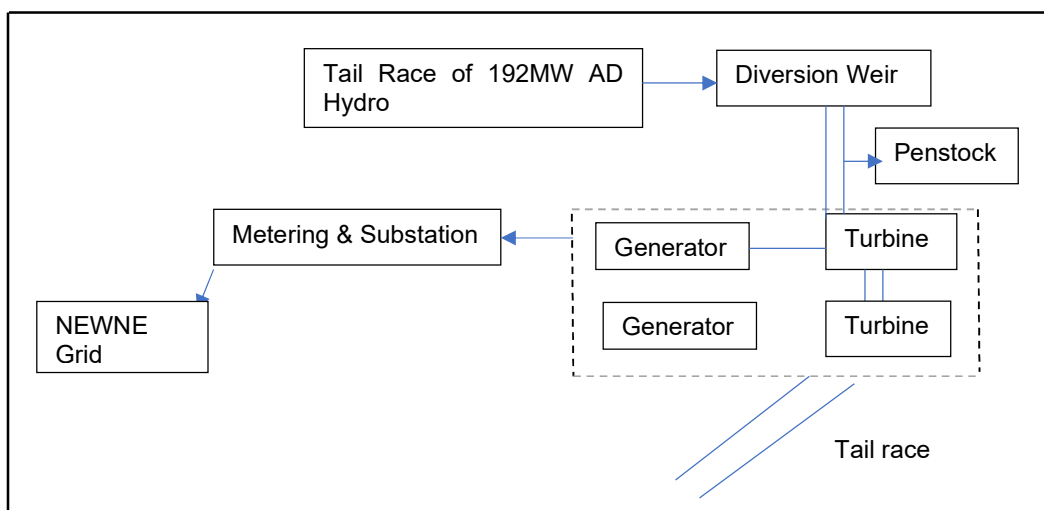 Tail Race of 192MW AD
Hydro
Diversion Weir
Penstock
Metering & Substation
Generator
Turbine
NEWNE
Grid
Generator
Turbine
Tail race